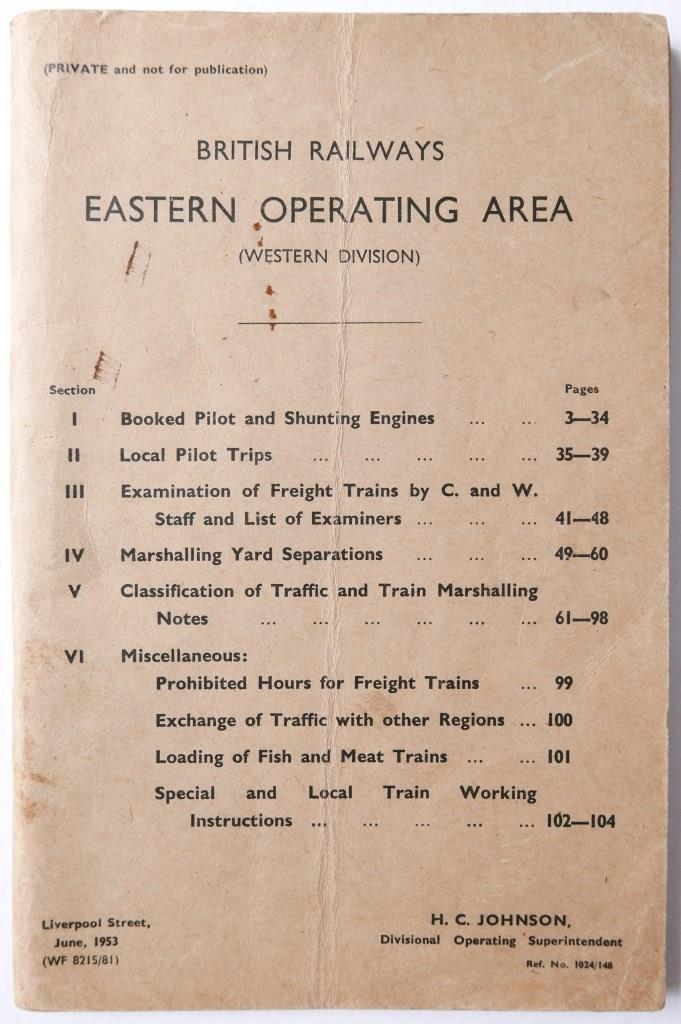 (PRIVATE and not for publication)
BRITISH RAILWAYS
EASTERN OPERATING AREA
(WESTERN DIVISION)
Section Pages
I Booked Pilot and Shunting Engines ... ... 3—34
II Local Pilot Trips ... ... ... ... ... 35—39
III Examination of Freight Trains by C. and W.
Staff and List of Examiners ... ... ... 41—48
IV Marshalling Yard Separations ... ... ... 49—60
V Classification of Traffic and Train Marshalling
Notes ... ... ... ... ... ... 61—98
VI Miscellaneous:
Prohibited Hours for Freight Trains ... 99
Exchange of Traffic with other Regions ... 100
Loading of Fish and Meat Trains ... ... 101
Special and Local Train Working
Instructions ... ... ... ... ... 102—104
Liverpool Street,
June, 1953
(WF 8215/81)
H. C. JOHNSON,
Divisional Operating Superintendent
Ref. No. 1024/148